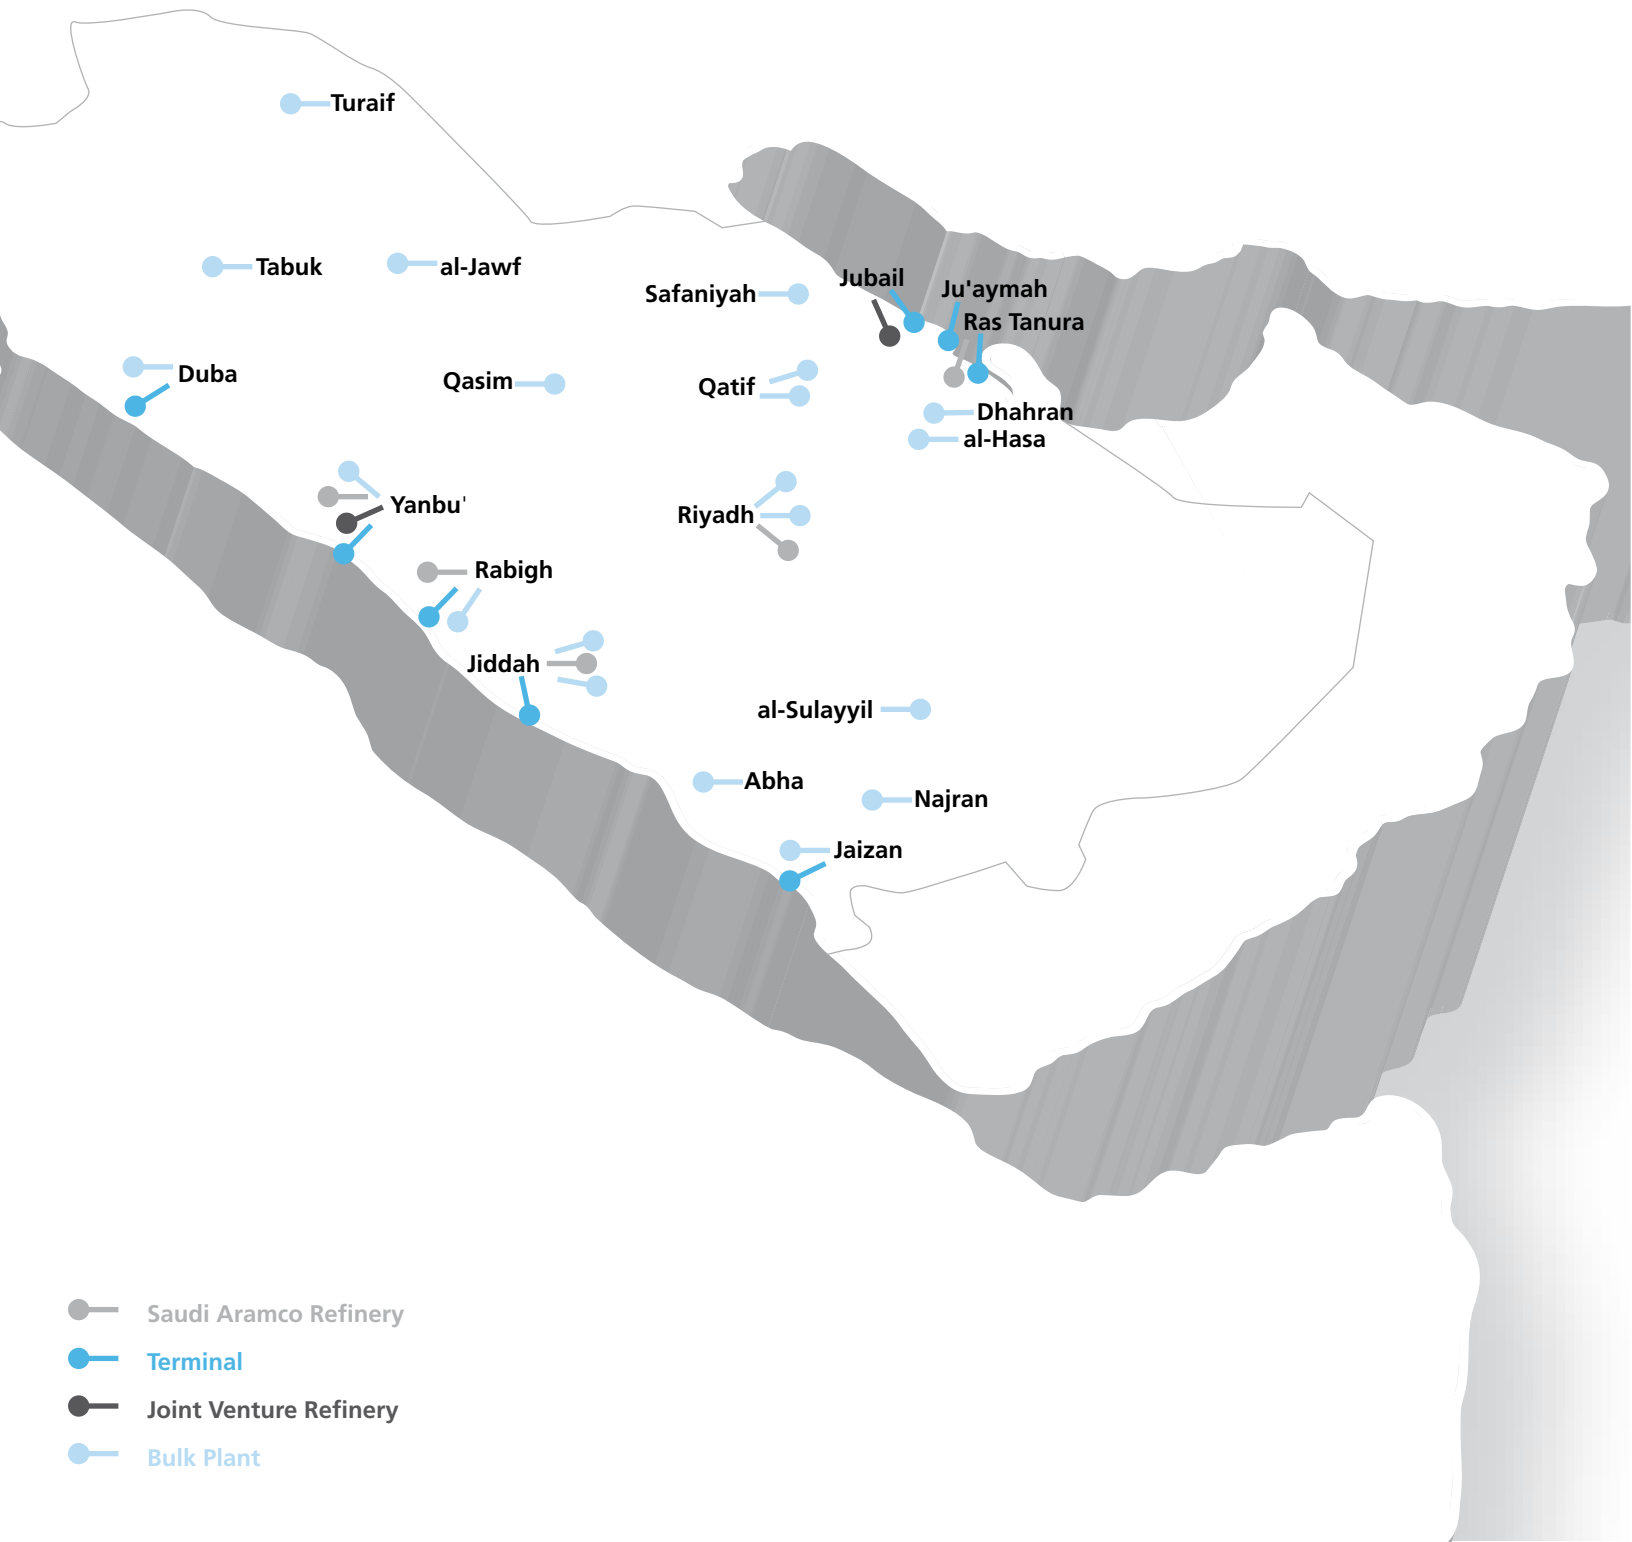 Turaif
Tabuk
al-Jawf
Safaniyah
Jubail
Ju'aymah
Ras Tanura
Duba
Qasim
Qatif
Dhahran
al-Hasa
Yanbu'
Riyadh
Rabigh
Jiddah
al-Sulayyil
Abha
Najran
Jaizan
Saudi Aramco Refinery
Terminal
Joint Venture Refinery
Bulk Plant